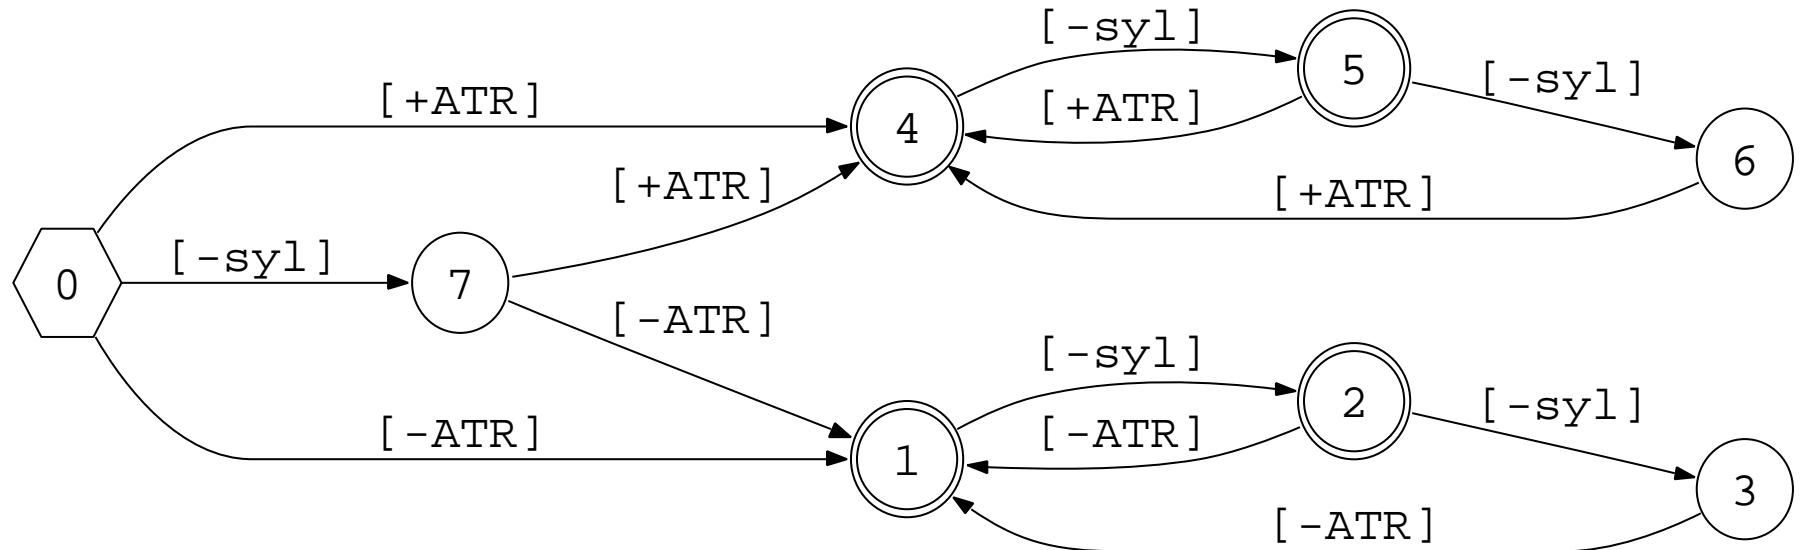 [-syl]
5
[+ATR]
[-syl]
[+ATR]
4
6
[+ATR]
[+ATR]
[-syl]
0
7
[-ATR]
[-syl]
2
[-ATR]
[-syl]
[-ATR]
1
3
[-ATR]